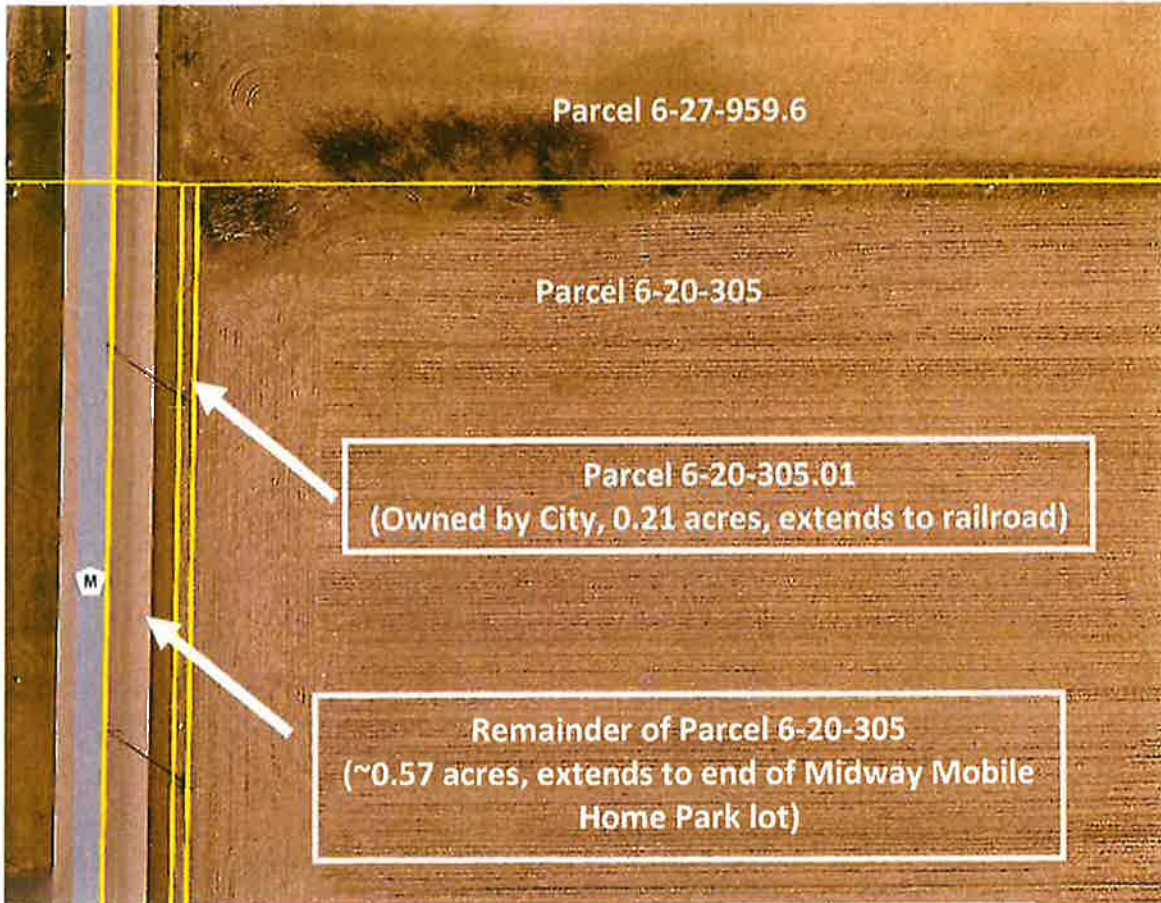 Parcel 6-27-959.6
Parcel 6-20-305
Parcel 6-20-305.01
(Owned by City, 0.21 acres, extends to railroad)
M
Remainder of Parcel 6-20-305
(~0.57 acres, extends to end of Midway Mobile
Home Park lot)